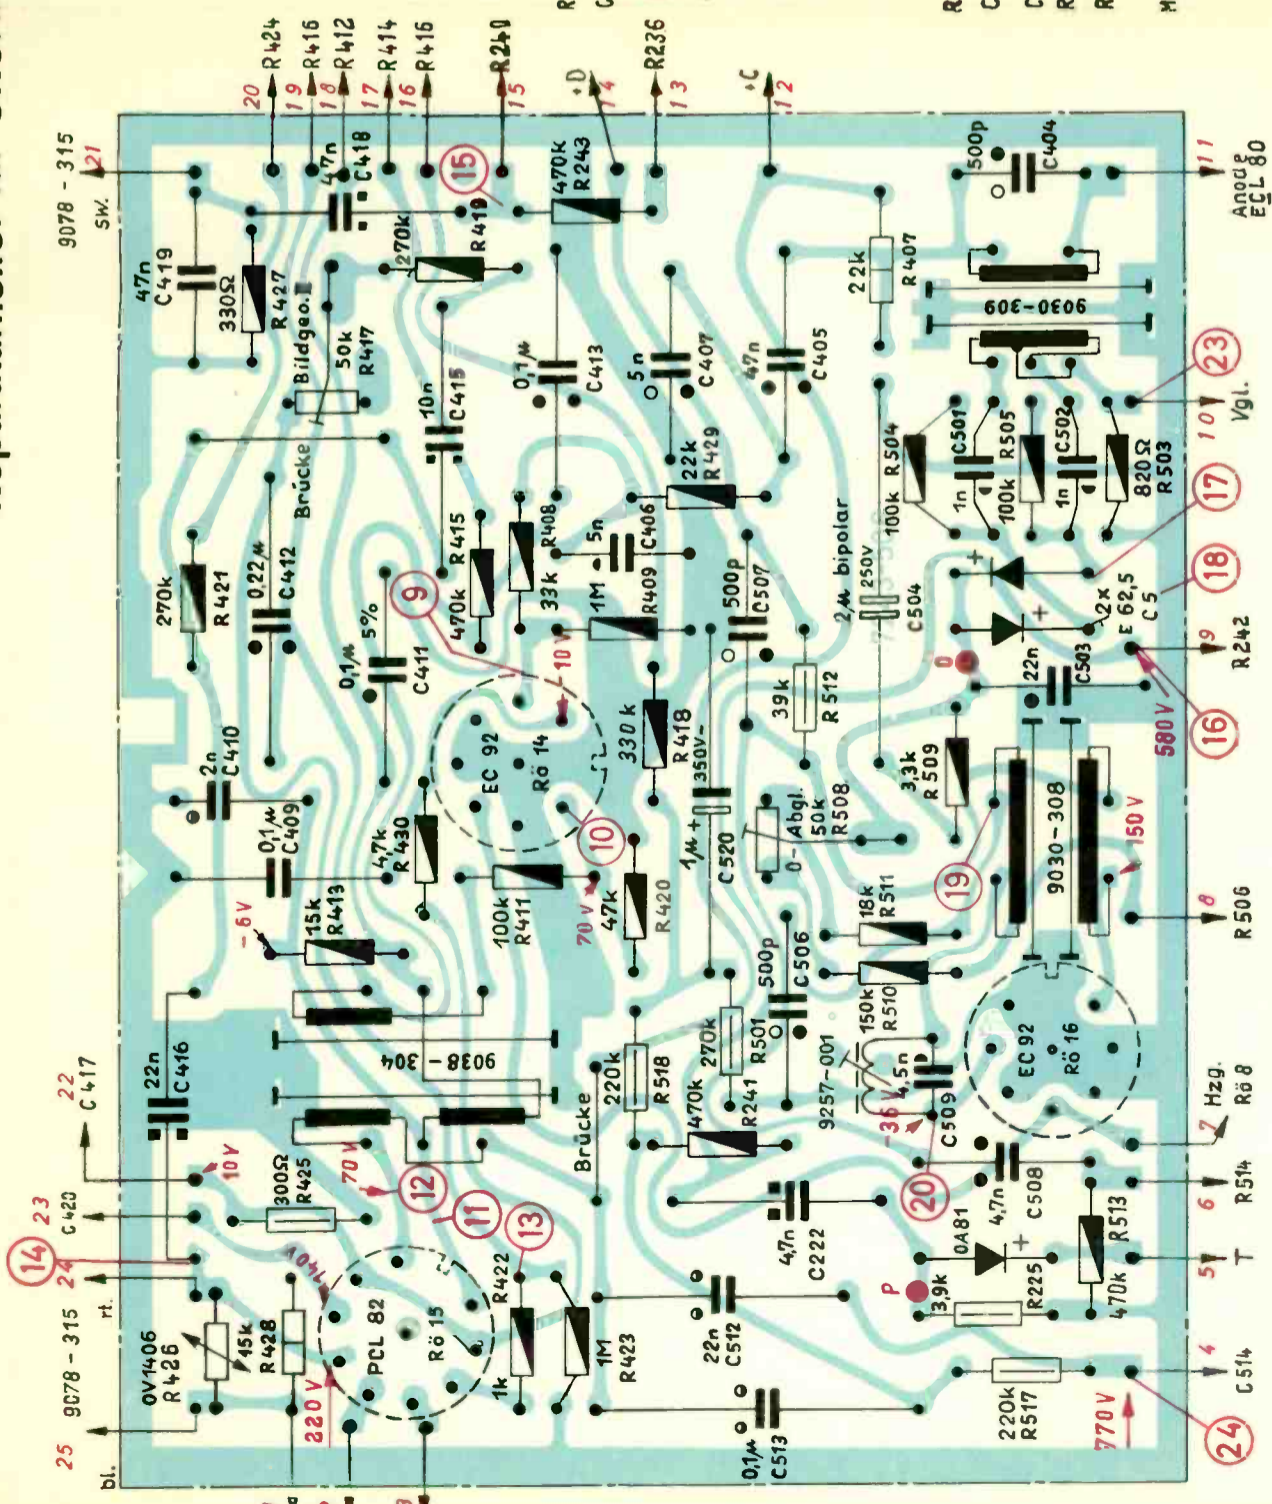 20
R424
19
R416
18
R412
17
R414
16
R416
15
R240
14
+D
13
R236
12
+C
9078 - 315
21
sw.
47n
C419
330Ω
R427
Bildgeo. II
50k
R417
47n
C418
270k
R419
15
470k
R243
500p
C404
11
Anode
ECL 80
22k
R407
9030-309
10n
C415
0,1µ
C413
5n
C407
47n
C405
23
10
Vgl.
Brücke
270k
R421
0,22µ
C412
0,1µ 5%
C411
9
470k
R415
33k
R408
1M
R409
5n
C406
22k
R429
500p
C507
2µ bipolar
250V
C504
100k
R504
1n
C501
100k
R505
1n
C502
820Ω
R503
17
18
2x
E 62,5
C 5
9
R242
2n
C410
0,1µ
C409
4,7k
R430
EC 92
Rö 14
-10 V
10
330 k
R418
1µ +
350V-
C520
39k
R512
0-Abgl.
50k
R508
3,3k
R509
0
22n
C503
580V
16
19
9030-308
150V
8
R506
-6V
15k
R413
100k
R411
70V
47k
R420
18k
R511
150k
R510
500p
C506
22
C417
22n
C416
9038-304
220k
R518
270k
R501
470k
R241
9257-001
4,5n
C509
-36V
20
EC 92
Rö 16
7
Hzg.
Rö 8
23
C420
10V
300Ω
R425
70V
12
11
13
Brücke
4,7n
C222
4,7n
C508
6
R514
14
24
rt.
9078 - 315
25
bl.
OV1406
R426
15k
R428
740V
220V
PCL 82
Rö 15
R422
1k
1M
R423
22n
C512
0,1µ
C513
0A81
P
3,9k
R225
R513
470k
5
T
220k
R517
770V
4
C514
24